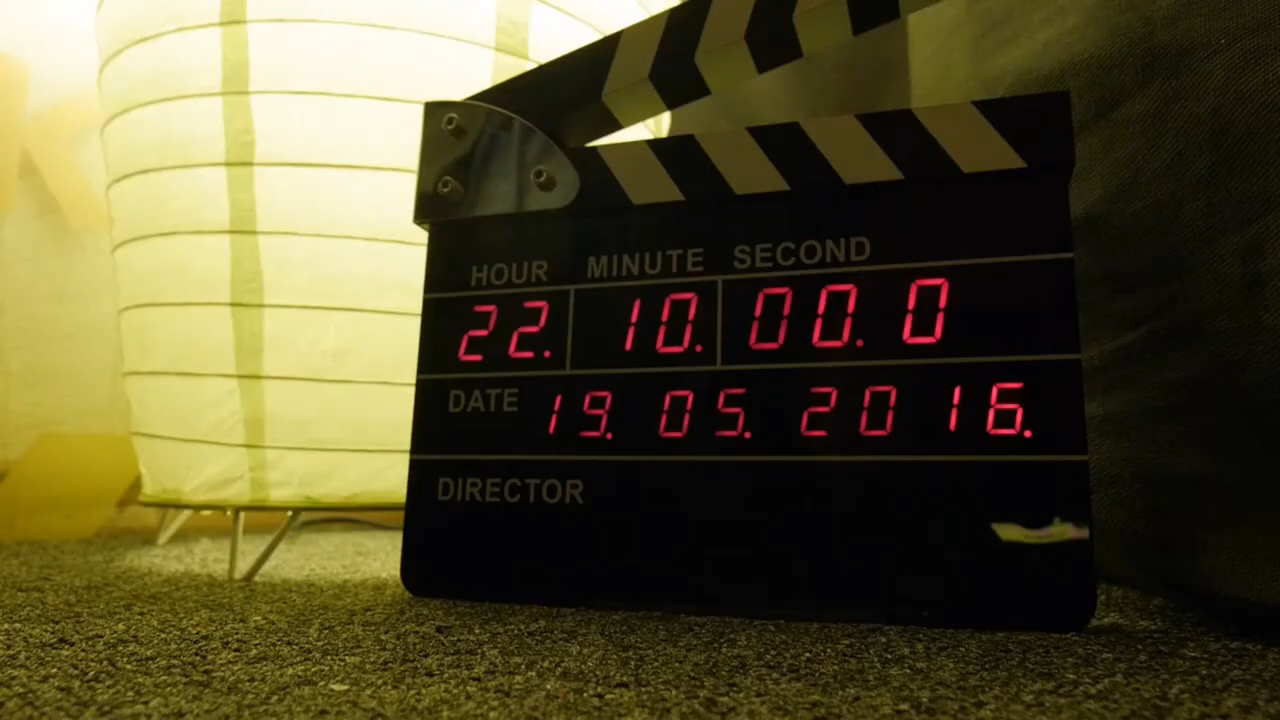 HOUR MINUTE SECOND
22. 10. 00. 0
DATE 19. 05. 2016.
DIRECTOR